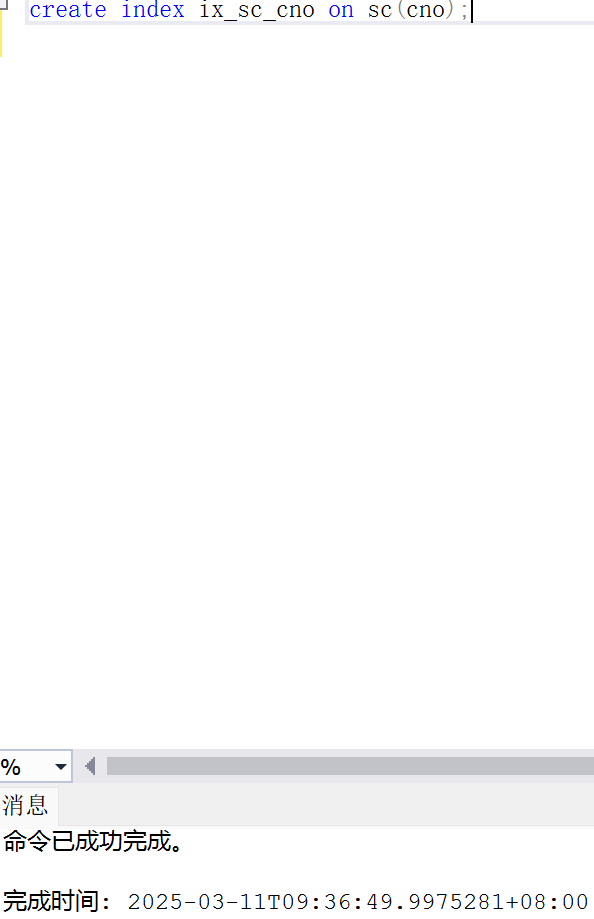 create index ix_sc_cno on sc(cno);
%
消息
命令已成功完成。
完成时间: 2025-03-11T09:36:49.9975281+08:00